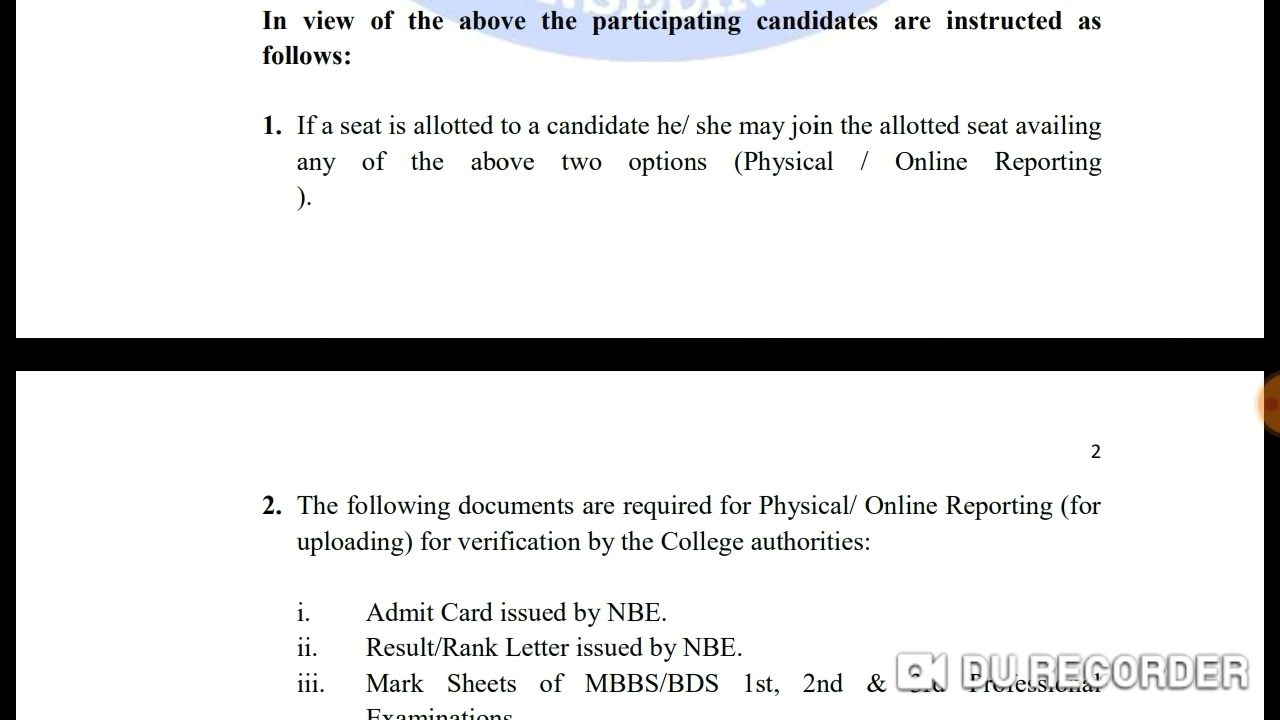 In view of the above the participating candidates are instructed as
follows:
1. If a seat is allotted to a candidate he/ she may join the allotted seat availing
any of the above two options (Physical / Online Reporting
).
2
2. The following documents are required for Physical/ Online Reporting (for
uploading) for verification by the College authorities:
i. Admit Card issued by NBE.
ii. Result/Rank Letter issued by NBE.
iii. Mark Sheets of MBBS/BDS 1st, 2nd & 3rd Professional
Examinations
DU RECORDER